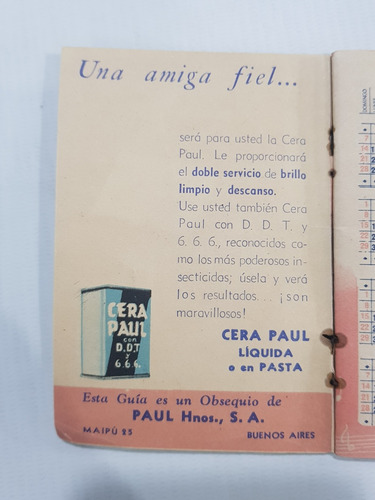 Una amiga fiel...
será para usted la Cera
Paul. Le proporcionará
el doble servicio de brillo
limpio y descanso.
Use usted también Cera
Paul con D. D. T. y
6. 6. 6., reconocidos co-
mo los más poderosos in-
secticidas; úsela y verá
los resultados... ¡son
maravillosos!
CERA PAUL
LÍQUIDA
o en PASTA
CERA
PAUL
con
D.D.T
y
6.6.6.
Esta Guía es un Obsequio de
PAUL Hnos., S. A.
MAIPÚ 25 BUENOS AIRES
DOMINGO